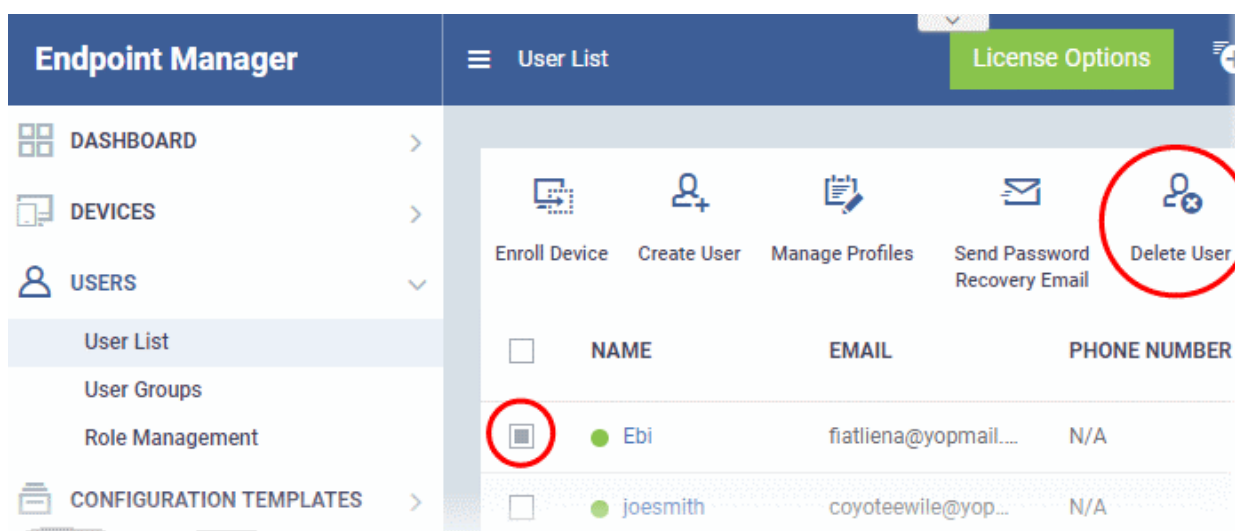 Endpoint Manager
User List
License Options
DASHBOARD
DEVICES
USERS
User List
User Groups
Role Management
CONFIGURATION TEMPLATES
Enroll Device
Create User
Manage Profiles
Send Password
Recovery Email
Delete User
NAME EMAIL PHONE NUMBER
Ebi fiatliena@yopmail.... N/A
joesmith coyoteewile@yop... N/A